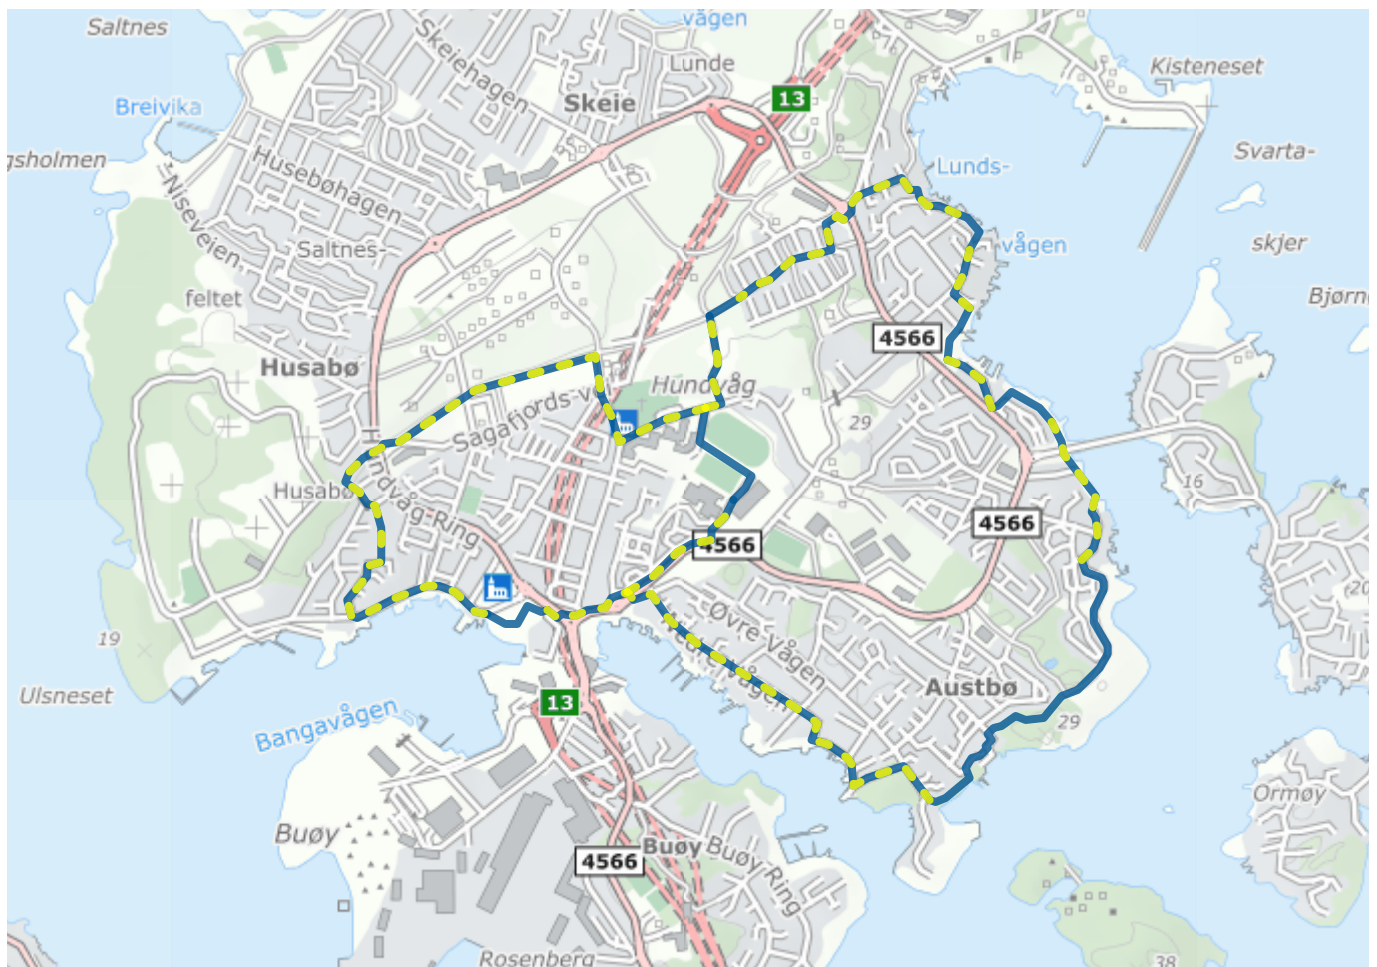 Saltnes
vågen
Skeiehagen
Lunde
Kisteneset
Breivika
Skeie
13
gsholmen
Husebøhagen
Svarta-
Lunds-
Niseveien
Saltnes-
vågen
skjer
feltet
Bjørn
4566
Husabø
Hundvåg
Sagafjords-vei
29
Husabø
16
Hundvåg-Ring
4566
4566
(20
19
Øvre-Vågen
Austbø
Ulsneset
13
29
Bangavågen
Ormøy
Buøy
Buøy
Buøy Ring
4566
Rosenberg
38